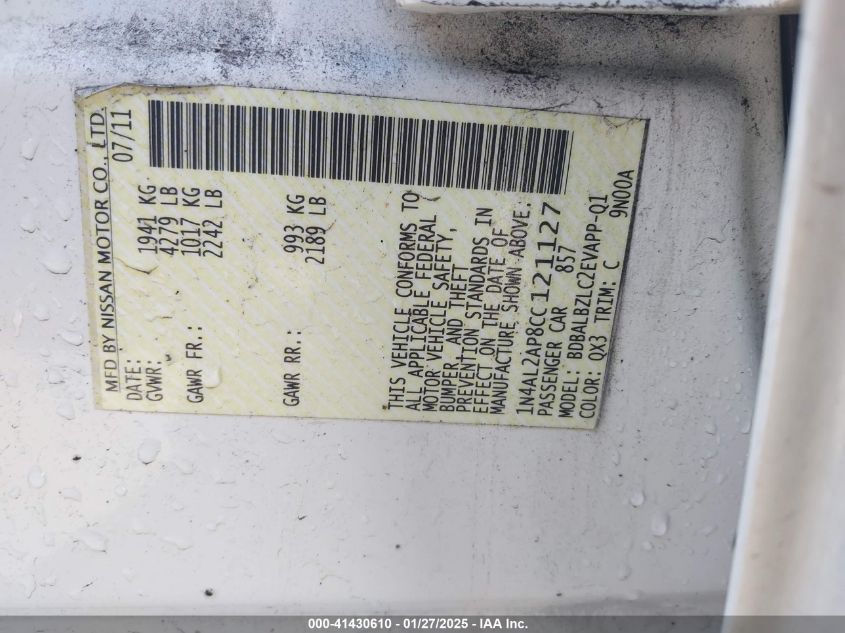 MFD BY NISSAN MOTOR CO., LTD.
DATE: 07/11
GVWR: 1941 KG
4279 LB
GAWR FR.: 1017 KG
2242 LB
GAWR RR.: 993 KG
2189 LB
THIS VEHICLE CONFORMS TO
ALL APPLICABLE FEDERAL
MOTOR VEHICLE SAFETY,
BUMPER, AND THEFT
PREVENTION STANDARDS IN
EFFECT ON THE DATE OF
MANUFACTURE SHOWN ABOVE.
1N4AL2AP8CC121127
PASSENGER CAR 857
MODEL: BDBALBZLC2EVAPP-Q1
COLOR: QX3 TRIM: C 9N00A
000-41430610 - 01/27/2025 - IAA Inc.